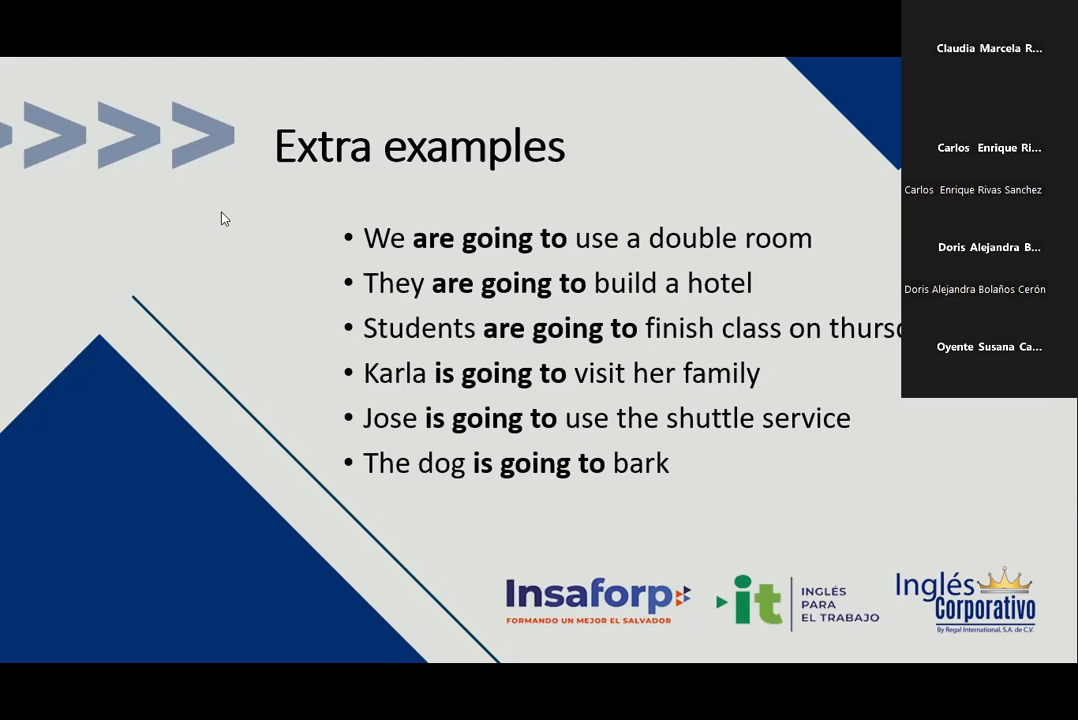 Extra examples
• We are going to use a double room
• They are going to build a hotel
• Students are going to finish class on
• Karla is going to visit her family
• Jose is going to use the shuttle service
• The dog is going to bark
Insaforp
FORMANDO UN MEJOR EL SALVADOR
it
INGLÉS
PARA
EL TRABAJO
Inglés
Corporativo
By Regal International, S.A. de C.V.
Claudia Marcela R...
Carlos Enrique Ri...
Carlos Enrique Rivas Sanchez
Doris Alejandra B...
Doris Alejandra Bolaños Cerón
Oyente Susana Ca...